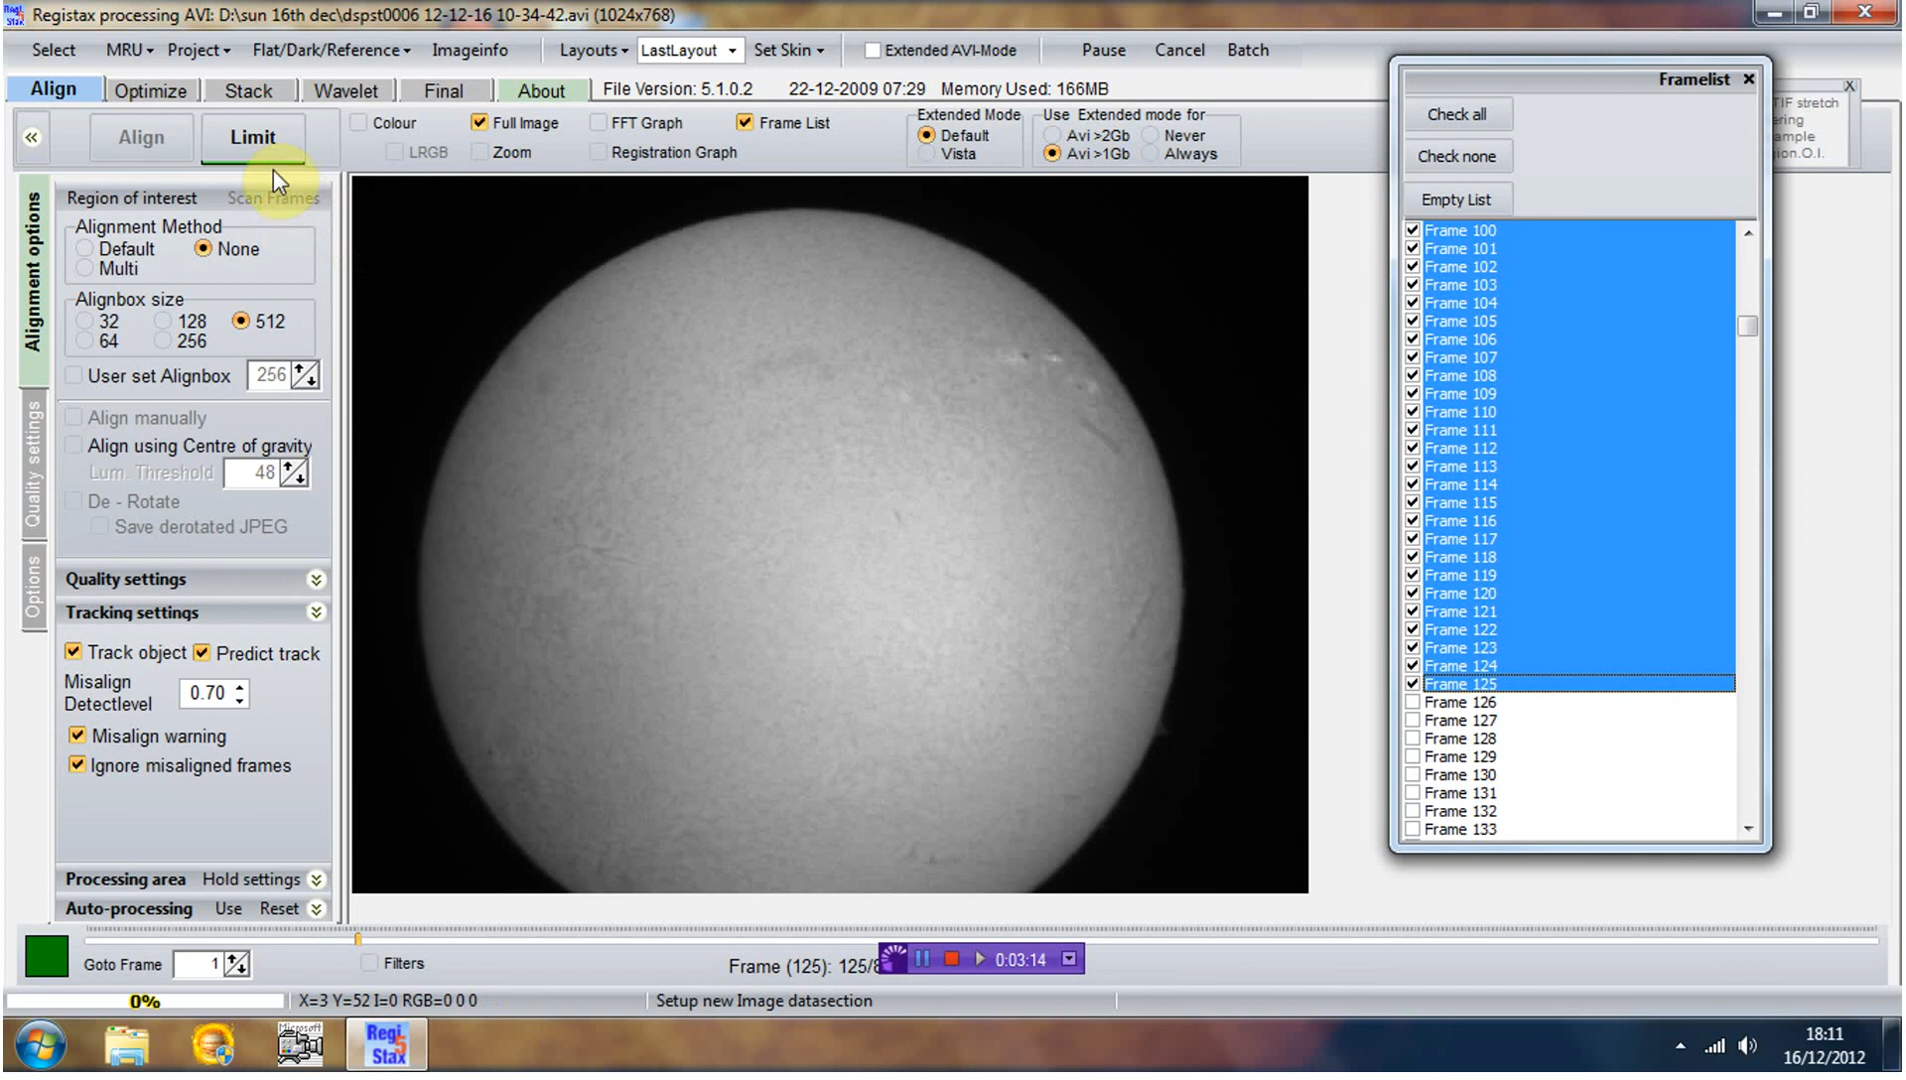 Registax processing AVI: D:\sun 16th dec\dspst0006 12-12-16 10-34-42.avi (1024x768)
Select MRU Project Flat/Dark/Reference Imageinfo Layouts LastLayout Set Skin Extended AVI-Mode Pause Cancel Batch
Align Optimize Stack Wavelet Final About File Version: 5.1.0.2 22-12-2009 07:29 Memory Used: 166MB
Align Limit
Colour Full Image FFT Graph Frame List
LRGB Zoom Registration Graph
Extended Mode
Default
Vista
Use Extended mode for
Avi >2Gb Never
Avi >1Gb Always
Alignment options
Quality settings
Options
Region of interest Scan Frames
Alignment Method
Default None
Multi
Alignbox size
32 128 512
64 256
User set Alignbox 256
Align manually
Align using Centre of gravity
Lum. Threshold 48
De - Rotate
Save derotated JPEG
Quality settings
Tracking settings
Track object Predict track
Misalign
Detectlevel 0.70
Misalign warning
Ignore misaligned frames
Processing area Hold settings
Auto-processing Use Reset
Framelist
Check all
Check none
Empty List
Frame 100
Frame 101
Frame 102
Frame 103
Frame 104
Frame 105
Frame 106
Frame 107
Frame 108
Frame 109
Frame 110
Frame 111
Frame 112
Frame 113
Frame 114
Frame 115
Frame 116
Frame 117
Frame 118
Frame 119
Frame 120
Frame 121
Frame 122
Frame 123
Frame 124
Frame 125
Frame 126
Frame 127
Frame 128
Frame 129
Frame 130
Frame 131
Frame 132
Frame 133
TIF stretch
ering
ample
gion.O.I.
Goto Frame 1 Filters Frame (125): 125/8 0:03:14
0% X=3 Y=52 I=0 RGB=0 0 0 Setup new Image datasection
Microsoft
Regi
5
Stax
18:11
16/12/2012